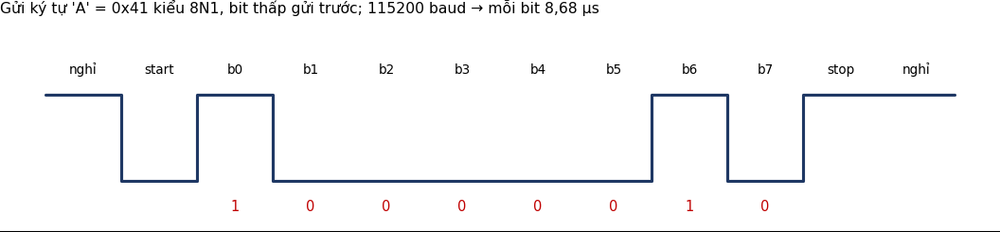 Gửi ký tự 'A' = 0x41 kiểu 8N1, bit thấp gửi trước; 115200 baud → mỗi bit 8,68 µs
nghỉ start b0 b1 b2 b3 b4 b5 b6 b7 stop nghỉ
1 0 0 0 0 0 1 0